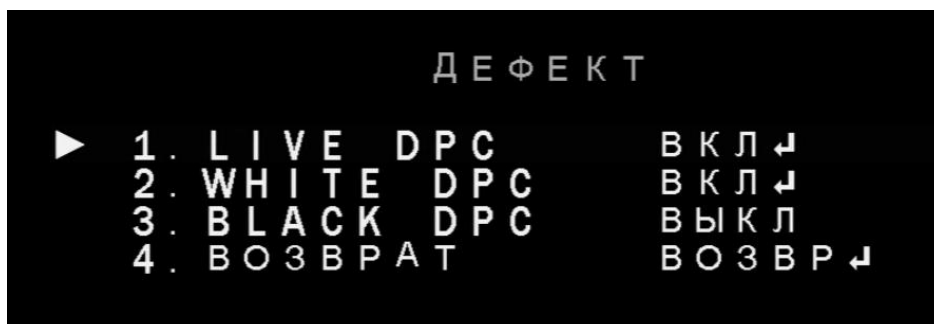 ДЕФЕКТ
► 1. LIVE DPC ВКЛ↲
2. WHITE DPC ВКЛ↲
3. BLACK DPC ВЫКЛ
4. ВОЗВРАТ ВОЗВР↲